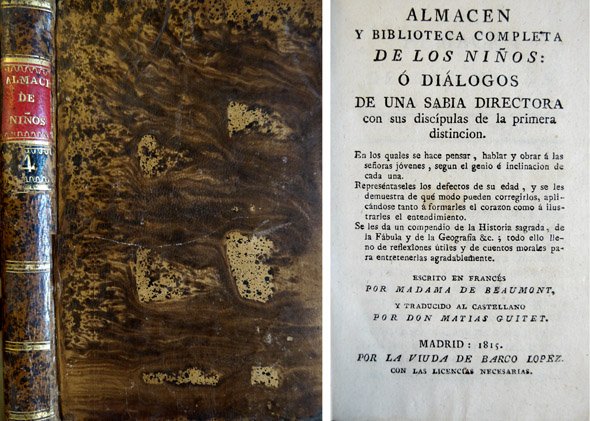 ALMACE
DE
NIÑOS
1
ALMACEN
Y BIBLIOTECA COMPLETA
DE LOS NIÑOS:
Ó DIÁLOGOS
DE UNA SABIA DIRECTORA
con sus discípulas de la primera
distincion.
En los quales se hace pensar, hablar y obrar á las
señoras jóvenes, segun el genio é inclinacion de
cada una.
Represéntaseles los defectos de su edad, y se les
demuestra de qué modo pueden corregirlos, apli-
cándose tanto á formarles el corazon como á ilus-
trarles el entendimiento.
Se les da un compendio de la Historia sagrada, de
la Fábula y de la Geografía &c.; todo ello lle-
no de reflexîones útiles y de cuentos morales pa-
ra entretenerlas agradablemente.
ESCRITO EN FRANCÉS
POR MADAMA DE BEAUMONT,
Y TRADUCIDO AL CASTELLANO
POR DON MATIAS GUITET.
MADRID: 1815.
POR LA VIUDA DE BARCO LOPEZ.
CON LAS LICENCIAS NECESARIAS.